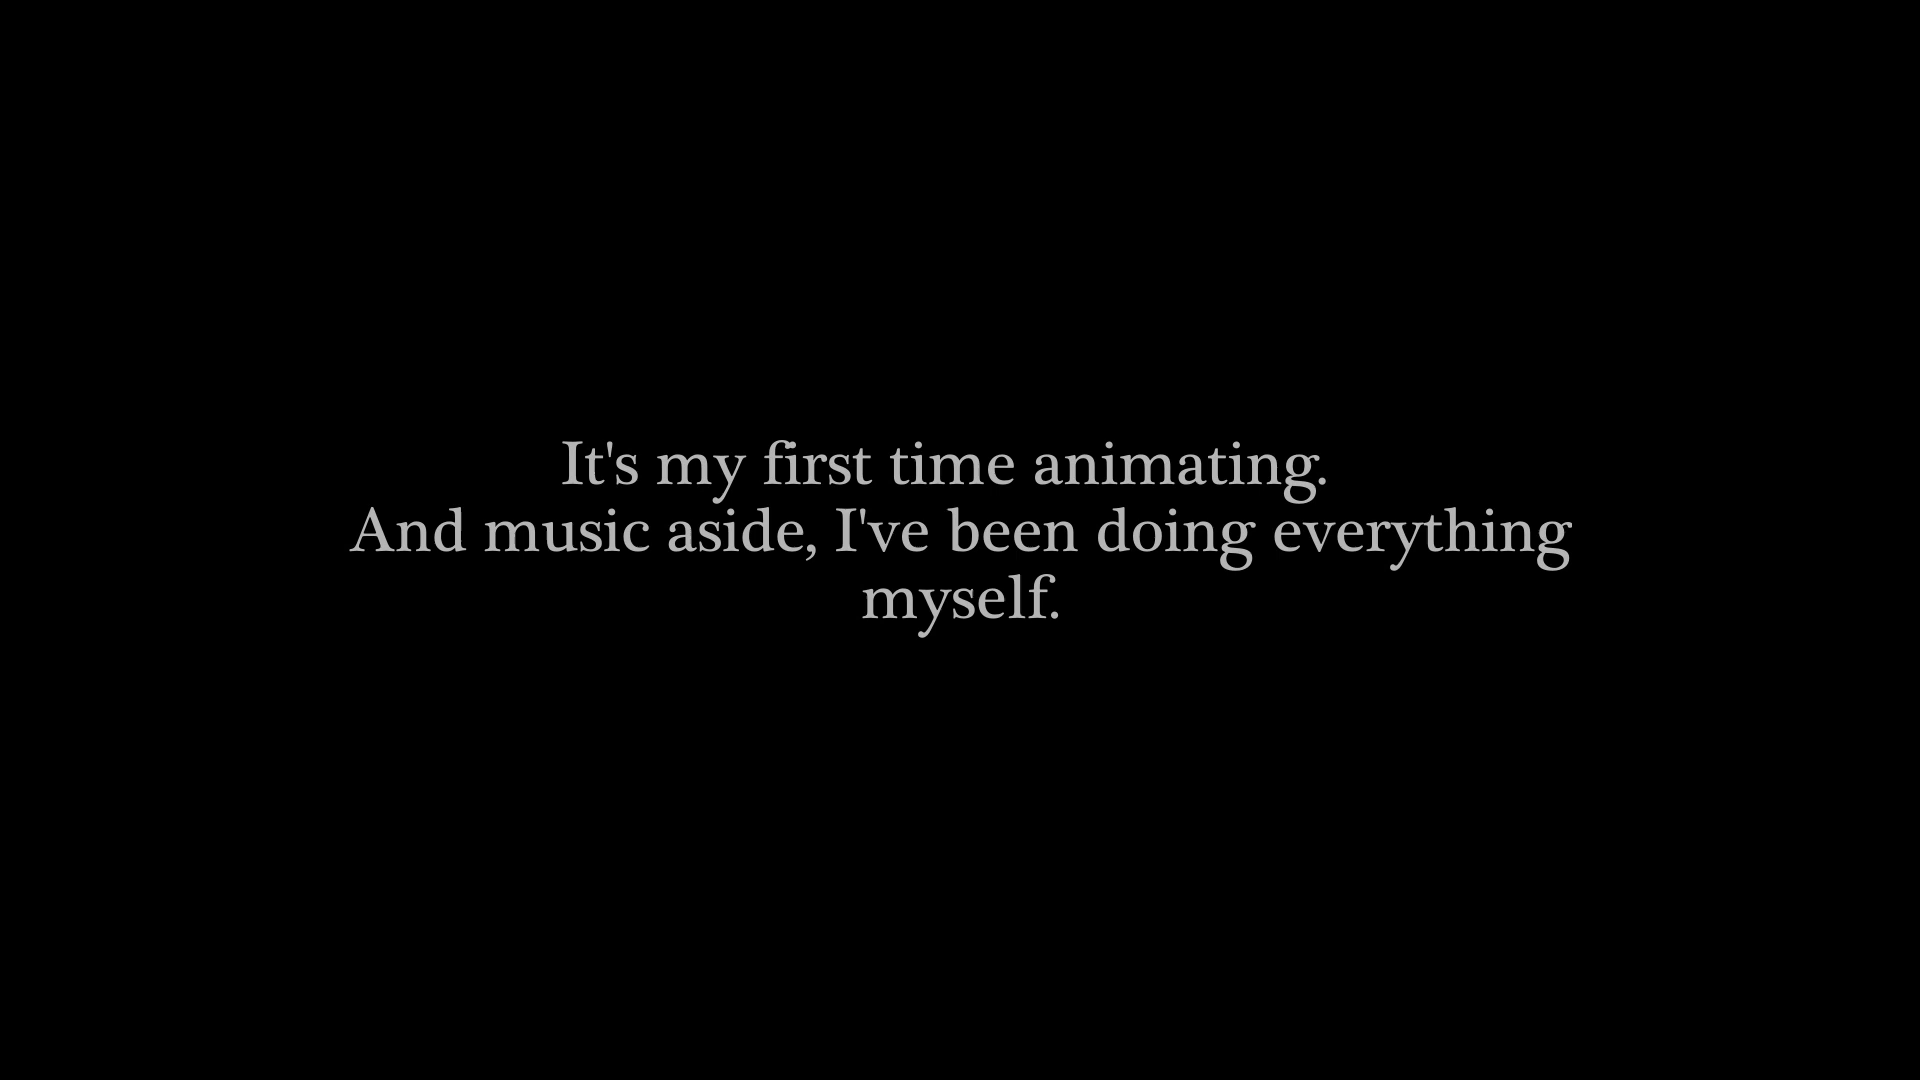 It's my first time animating.
And music aside, I've been doing everything
myself.